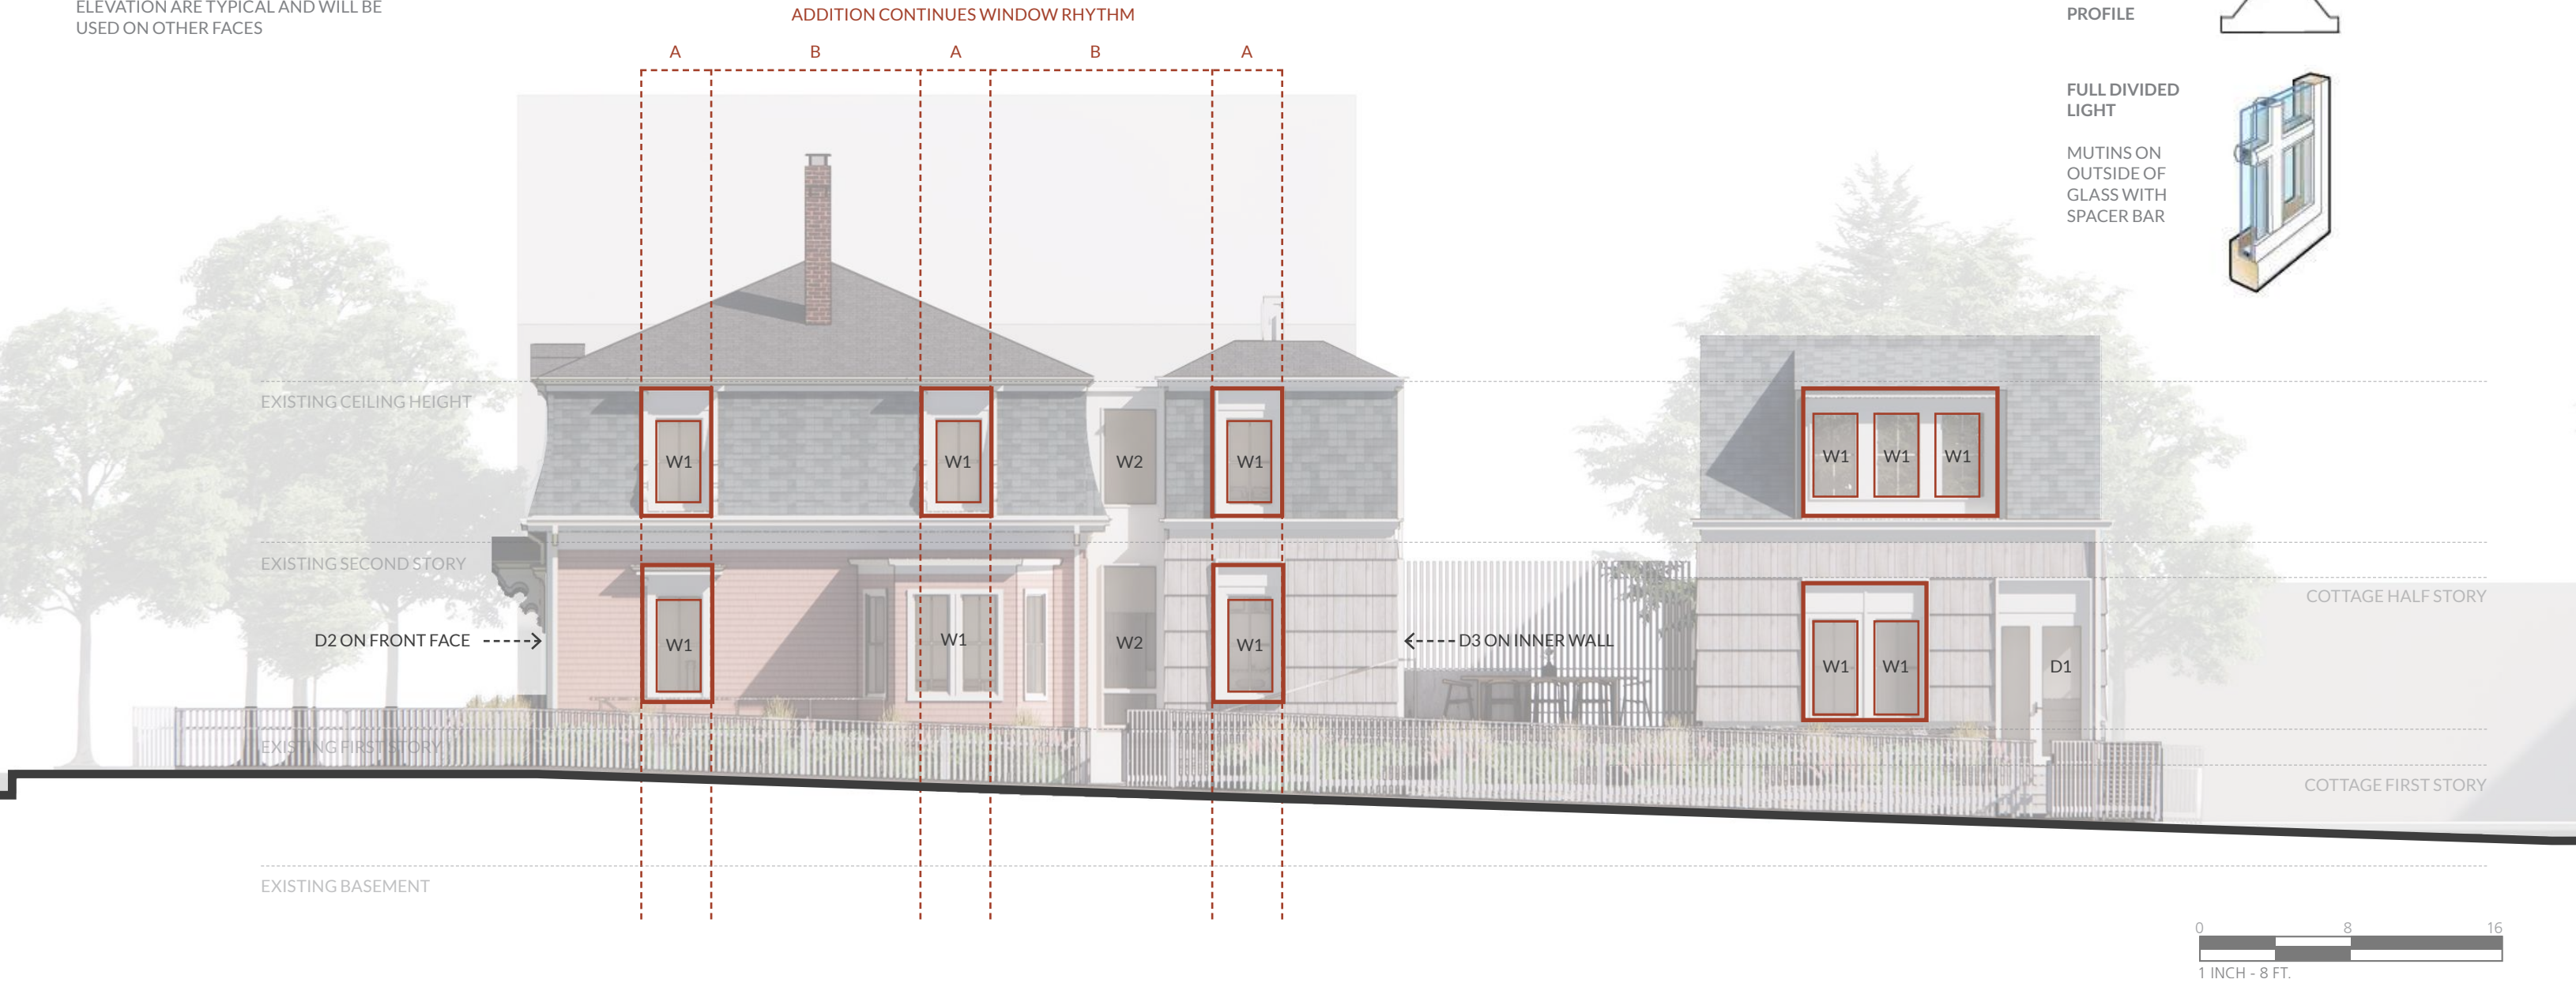 ELEVATION ARE TYPICAL AND WILL BE
USED ON OTHER FACES
ADDITION CONTINUES WINDOW RHYTHM
A B A B A
PROFILE
FULL DIVIDED
LIGHT
MUTINS ON
OUTSIDE OF
GLASS WITH
SPACER BAR
EXISTING CEILING HEIGHT
W1 W1 W2 W1 W1 W1 W1
EXISTING SECOND STORY
COTTAGE HALF STORY
D2 ON FRONT FACE
W1 W1 W2 W1
D3 ON INNER WALL
W1 W1 D1
EXISTING FIRST STORY
COTTAGE FIRST STORY
EXISTING BASEMENT
0 8 16
1 INCH - 8 FT.